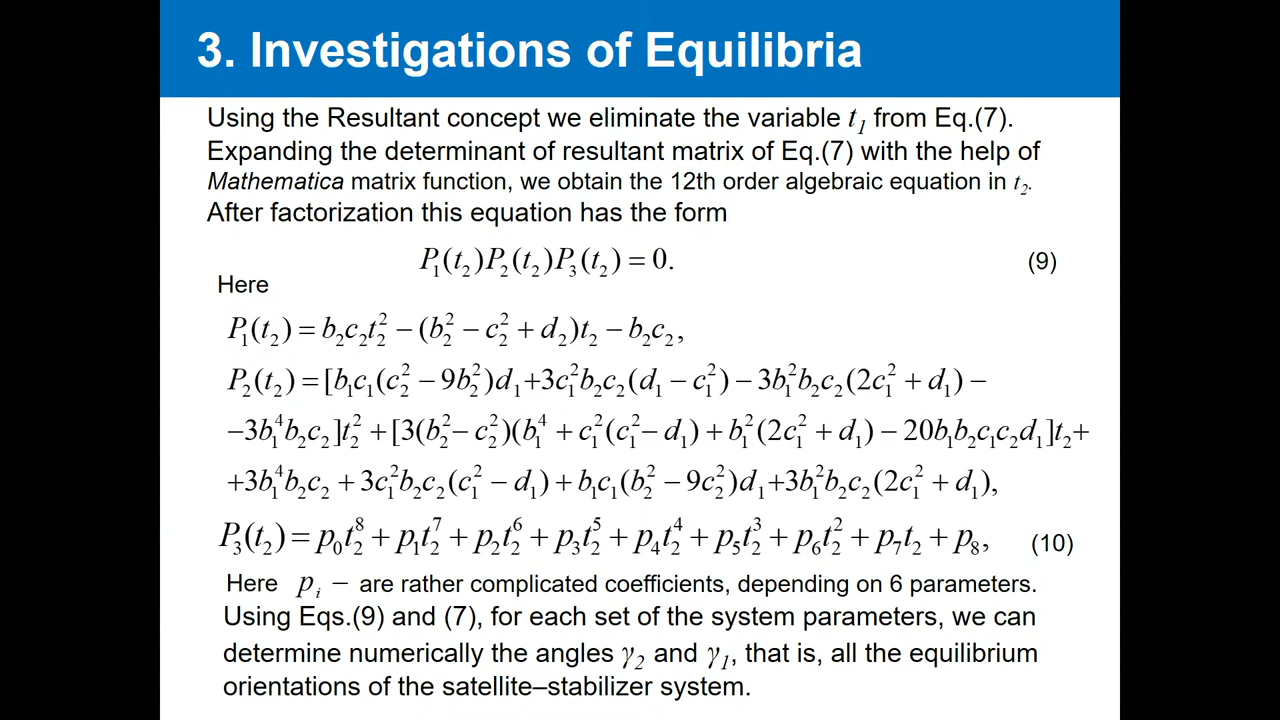 3. Investigations of Equilibria
Using the Resultant concept we eliminate the variable t₁ from Eq.(7).
Expanding the determinant of resultant matrix of Eq.(7) with the help of
Mathematica matrix function, we obtain the 12th order algebraic equation in t₂.
After factorization this equation has the form
P₁(t₂)P₂(t₂)P₃(t₂) = 0. (9)
Here
P₁(t₂) = b₂c₂t₂² − (b₂² − c₂² + d₂)t₂ − b₂c₂,
P₂(t₂) = [b₁c₁(c₂² − 9b₂²)d₁+3c₁²b₂c₂(d₁ − c₁²) − 3b₁²b₂c₂(2c₁² + d₁) −
−3b₁⁴b₂c₂]t₂² + [3(b₂² − c₂²)(b₁⁴ + c₁²(c₁² − d₁) + b₁²(2c₁² + d₁) − 20b₁b₂c₁c₂d₁]t₂+
+3b₁⁴b₂c₂ + 3c₁²b₂c₂(c₁² − d₁) + b₁c₁(b₂² − 9c₂²)d₁+3b₁²b₂c₂(2c₁² + d₁),
P₃(t₂) = p₀t₂⁸ + p₁t₂⁷ + p₂t₂⁶ + p₃t₂⁵ + p₄t₂⁴ + p₅t₂³ + p₆t₂² + p₇t₂ + p₈, (10)
Here pᵢ − are rather complicated coefficients, depending on 6 parameters.
Using Eqs.(9) and (7), for each set of the system parameters, we can
determine numerically the angles γ₂ and γ₁, that is, all the equilibrium
orientations of the satellite–stabilizer system.